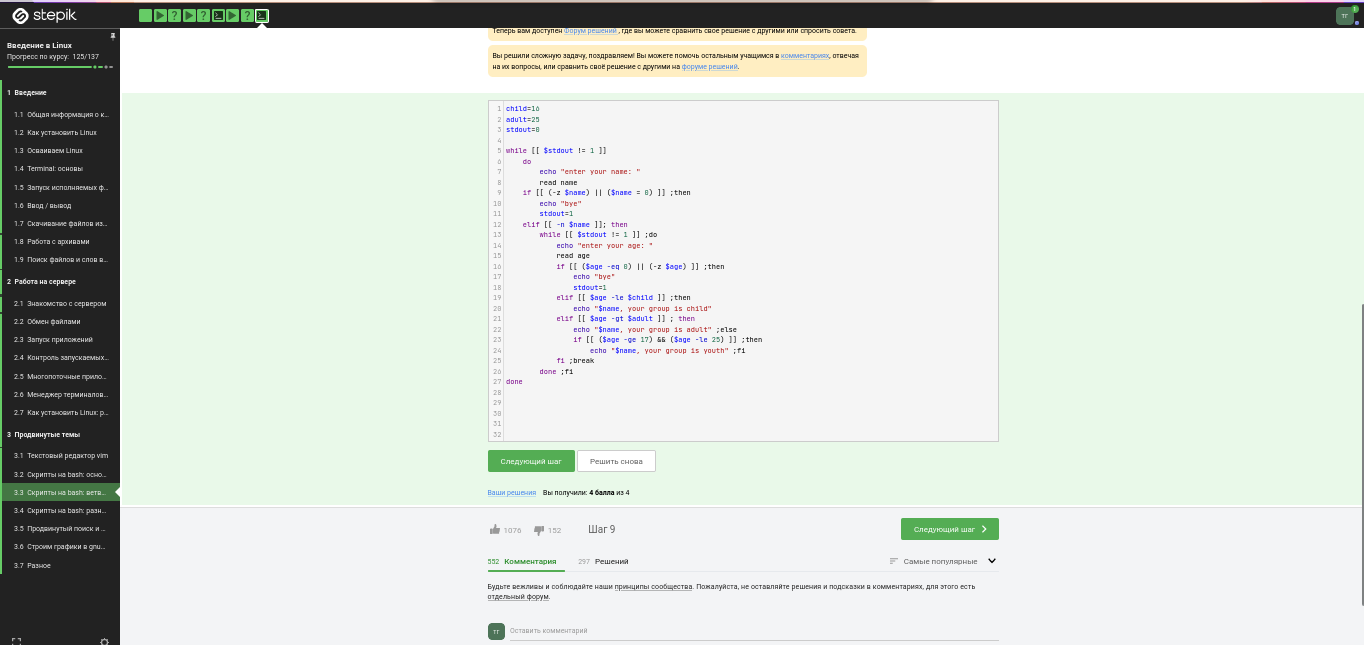 stepik
ТГ
Введение в Linux
Прогресс по курсу: 125/137
1 Введение
1.1 Общая информация о к...
1.2 Как установить Linux
1.3 Осваиваем Linux
1.4 Terminal: основы
1.5 Запуск исполняемых ф...
1.6 Ввод / вывод
1.7 Скачивание файлов из...
1.8 Работа с архивами
1.9 Поиск файлов и слов в...
2 Работа на сервере
2.1 Знакомство с сервером
2.2 Обмен файлами
2.3 Запуск приложений
2.4 Контроль запускаемых...
2.5 Многопоточные прило...
2.6 Менеджер терминалов...
2.7 Как установить Linux: р...
3 Продвинутые темы
3.1 Текстовый редактор vim
3.2 Скрипты на bash: осно...
3.3 Скрипты на bash: ветв...
3.4 Скрипты на bash: разн...
3.5 Продвинутый поиск и ...
3.6 Строим графики в gnu...
3.7 Разное
Теперь вам доступен Форум решений, где вы можете сравнить свое решение с другими или спросить совета.
Вы решили сложную задачу, поздравляем! Вы можете помочь остальным учащимся в комментариях, отвечая
на их вопросы, или сравнить своё решение с другими на форуме решений.
1 child=16
2 adult=25
3 stdout=0
4
5 while [[ $stdout != 1 ]]
6 do
7 echo "enter your name: "
8 read name
9 if [[ (-z $name) || ($name = 0) ]] ;then
10 echo "bye"
11 stdout=1
12 elif [[ -n $name ]]; then
13 while [[ $stdout != 1 ]] ;do
14 echo "enter your age: "
15 read age
16 if [[ ($age -eq 0) || (-z $age) ]] ;then
17 echo "bye"
18 stdout=1
19 elif [[ $age -le $child ]] ;then
20 echo "$name, your group is child"
21 elif [[ $age -gt $adult ]] ; then
22 echo "$name, your group is adult" ;else
23 if [[ ($age -ge 17) && ($age -le 25) ]] ;then
24 echo "$name, your group is youth" ;fi
25 fi ;break
26 done ;fi
27 done
28
29
30
31
32
Следующий шаг Решить снова
Ваши решения Вы получили: 4 балла из 4
1076 152 Шаг 9 Следующий шаг
552 Комментария 297 Решений Самые популярные
Будьте вежливы и соблюдайте наши принципы сообщества. Пожалуйста, не оставляйте решения и подсказки в комментариях, для этого есть
отдельный форум.
ТГ Оставить комментарий